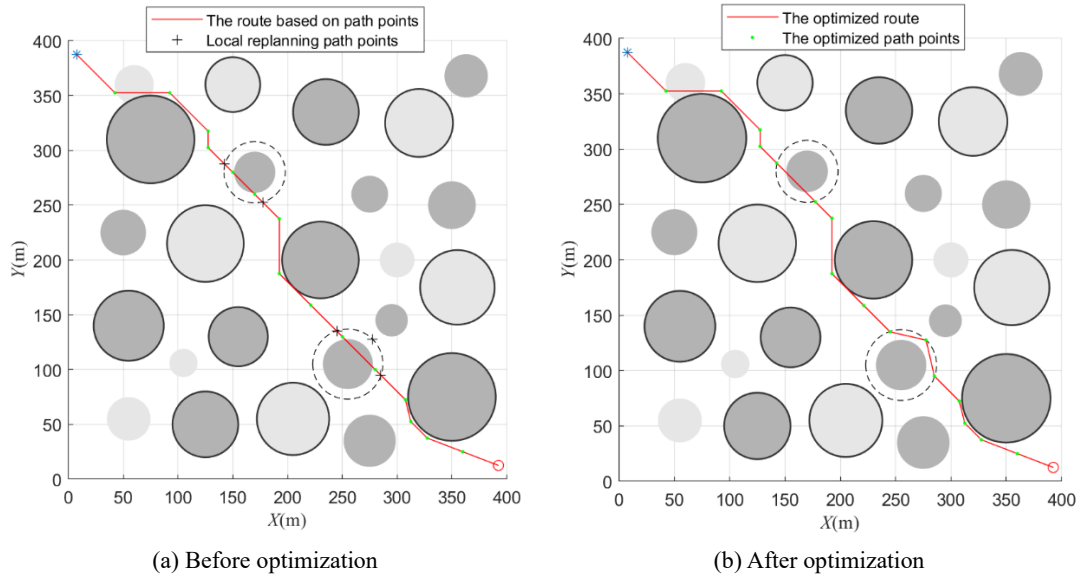 The route based on path points
Local replanning path points
400
350
300
250
200
150
100
50
0
Y(m)
0 50 100 150 200 250 300 350 400
X(m)
(a) Before optimization
The optimized route
The optimized path points
400
350
300
250
200
150
100
50
0
Y(m)
0 50 100 150 200 250 300 350 400
X(m)
(b) After optimization